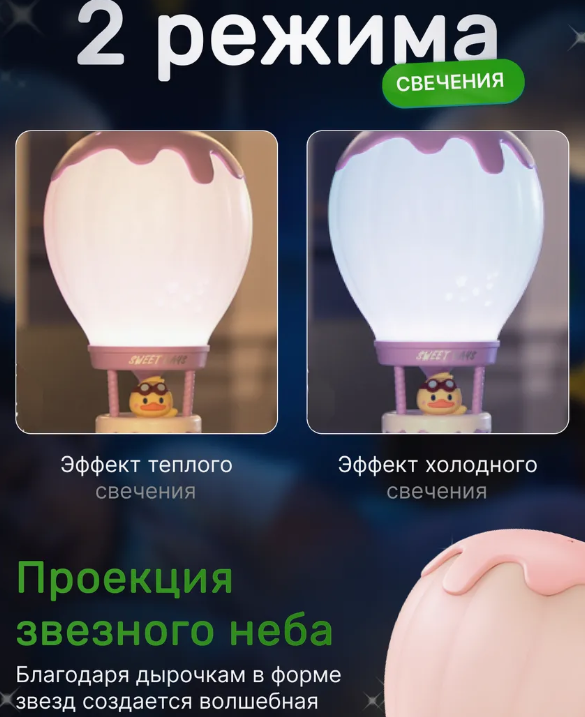 2 режима
СВЕЧЕНИЯ
SWEET
SWEET
Эффект теплого
свечения
Эффект холодного
свечения
Проекция
звезного неба
Благодаря дырочкам в форме
звезд создается волшебная